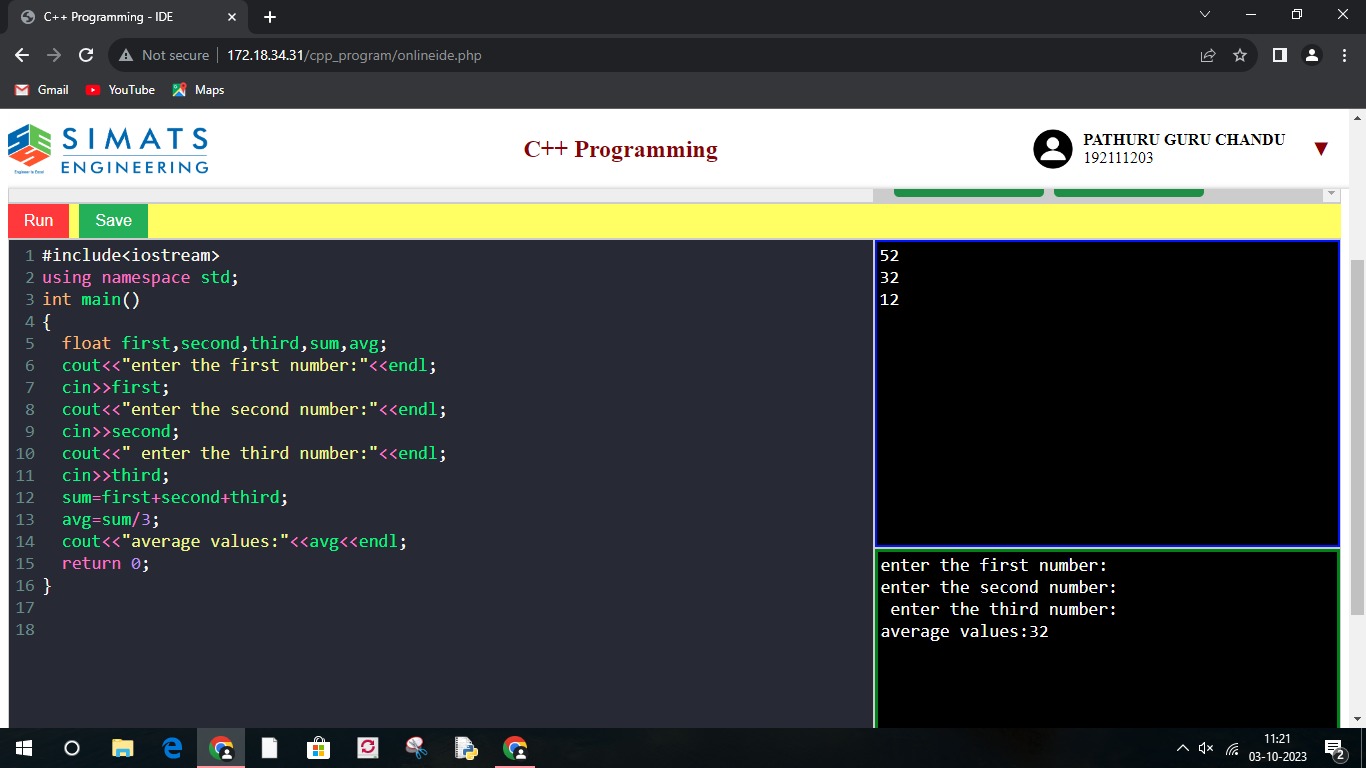 C++ Programming - IDE
Not secure 172.18.34.31/cpp_program/onlineide.php
Gmail YouTube Maps
SIMATS
ENGINEERING
Engineer to Excel
C++ Programming
PATHURU GURU CHANDU
192111203
Run Save
1 #include<iostream>
2 using namespace std;
3 int main()
4 {
5 float first,second,third,sum,avg;
6 cout<<"enter the first number:"<<endl;
7 cin>>first;
8 cout<<"enter the second number:"<<endl;
9 cin>>second;
10 cout<<" enter the third number:"<<endl;
11 cin>>third;
12 sum=first+second+third;
13 avg=sum/3;
14 cout<<"average values:"<<avg<<endl;
15 return 0;
16 }
17
18
52
32
12
enter the first number:
enter the second number:
 enter the third number:
average values:32
11:21
03-10-2023
2